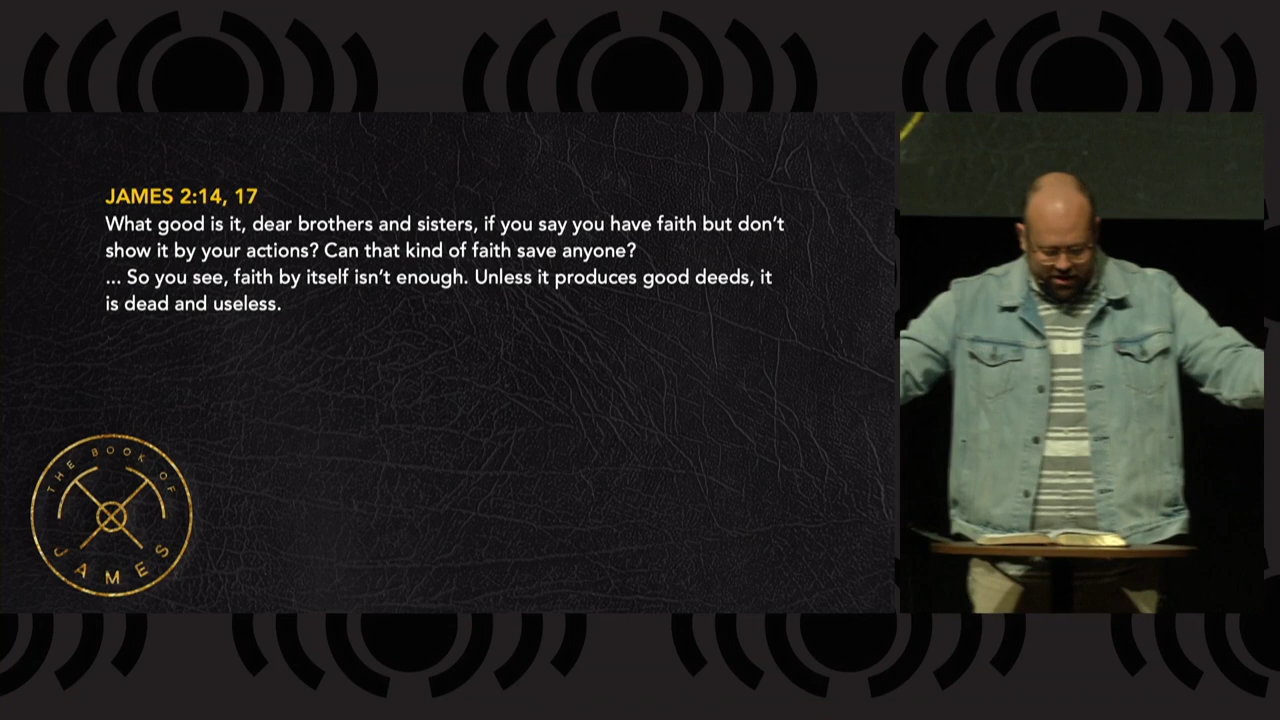 JAMES 2:14, 17
What good is it, dear brothers and sisters, if you say you have faith but don’t
show it by your actions? Can that kind of faith save anyone?
... So you see, faith by itself isn’t enough. Unless it produces good deeds, it
is dead and useless.
THE BOOK OF
JAMES